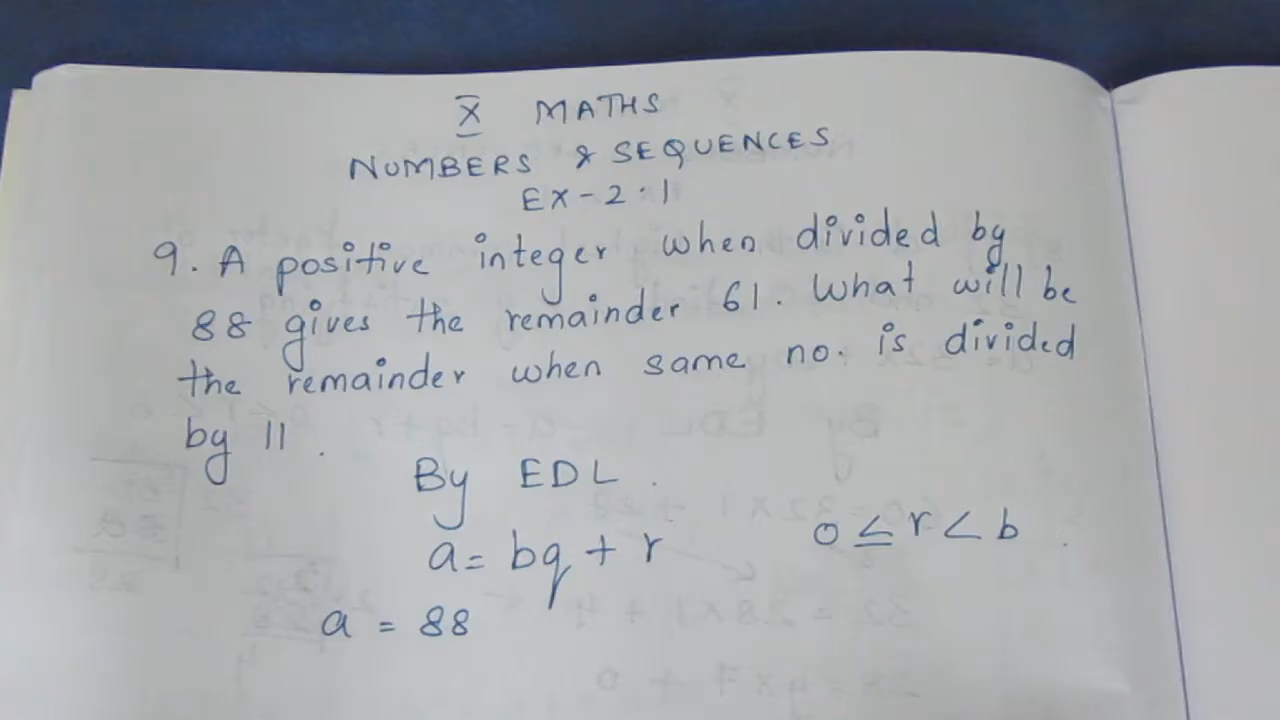 X MATHS
NUMBERS & SEQUENCES
EX-2.1
9. A positive integer when divided by
88 gives the remainder 61. What will be
the remainder when same no. is divided
by 11.
By EDL.
a = bq + r 0 ≤ r < b.
a = 88